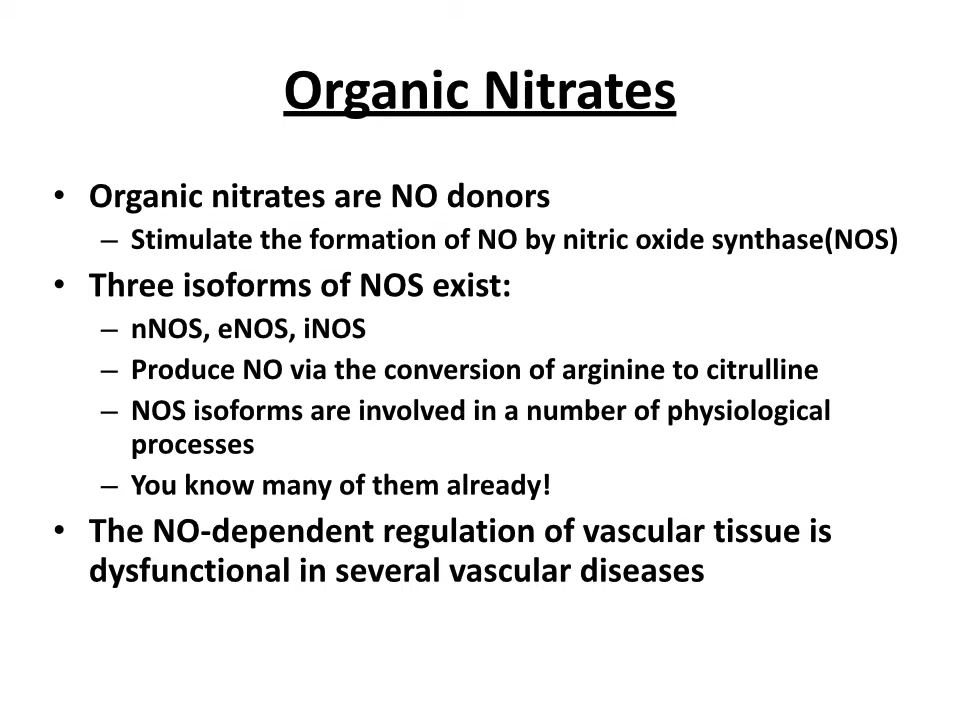 Organic Nitrates
• Organic nitrates are NO donors
– Stimulate the formation of NO by nitric oxide synthase(NOS)
• Three isoforms of NOS exist:
– nNOS, eNOS, iNOS
– Produce NO via the conversion of arginine to citrulline
– NOS isoforms are involved in a number of physiological
processes
– You know many of them already!
• The NO-dependent regulation of vascular tissue is
dysfunctional in several vascular diseases